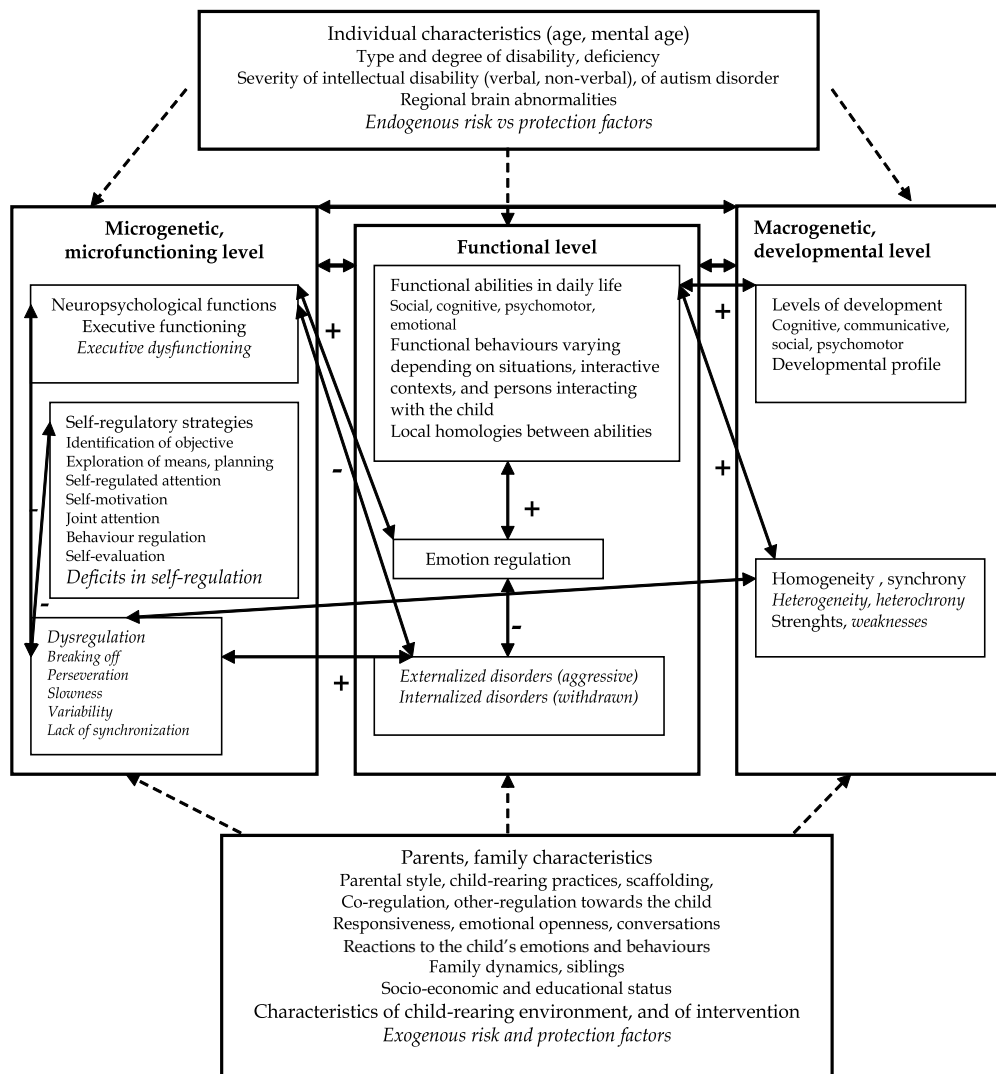 Individual characteristics (age, mental age)
Type and degree of disability, deficiency
Severity of intellectual disability (verbal, non-verbal), of autism disorder
Regional brain abnormalities
Endogenous risk vs protection factors
Microgenetic,
microfunctioning level
Neuropsychological functions
Executive functioning
Executive dysfunctioning
Self-regulatory strategies
Identification of objective
Exploration of means, planning
Self-regulated attention
Self-motivation
Joint attention
Behaviour regulation
Self-evaluation
Deficits in self-regulation
-
-
Dysregulation
Breaking off
Perseveration
Slowness
Variability
Lack of synchronization
+
-
+
Functional level
Functional abilities in daily life
Social, cognitive, psychomotor,
emotional
Functional behaviours varying
depending on situations, interactive
contexts, and persons interacting
with the child
Local homologies between abilities
+
Emotion regulation
-
Externalized disorders (aggressive)
Internalized disorders (withdrawn)
+
+
Macrogenetic,
developmental level
Levels of development
Cognitive, communicative,
social, psychomotor
Developmental profile
Homogeneity , synchrony
Heterogeneity, heterochrony
Strenghts, weaknesses
Parents, family characteristics
Parental style, child-rearing practices, scaffolding,
Co-regulation, other-regulation towards the child
Responsiveness, emotional openness, conversations
Reactions to the child's emotions and behaviours
Family dynamics, siblings
Socio-economic and educational status
Characteristics of child-rearing environment, and of intervention
Exogenous risk and protection factors